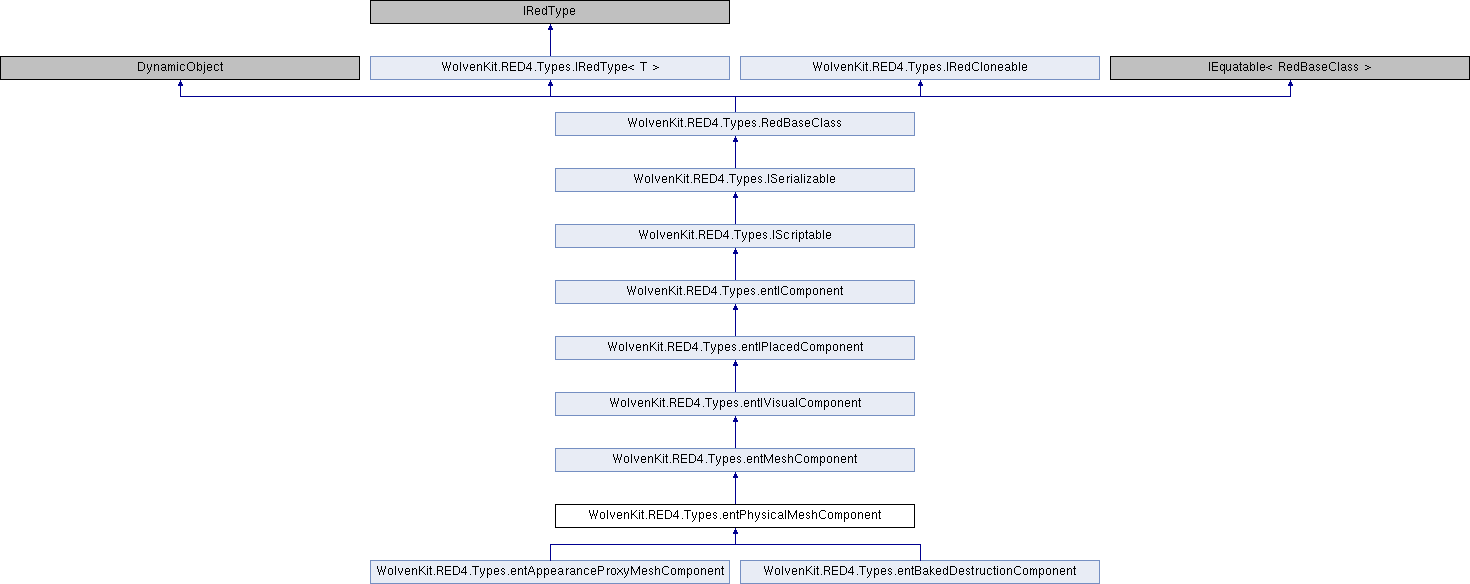 IRedType
DynamicObject
WolvenKit.RED4.Types.IRedType< T >
WolvenKit.RED4.Types.IRedCloneable
IEquatable< RedBaseClass >
WolvenKit.RED4.Types.RedBaseClass
WolvenKit.RED4.Types.ISerializable
WolvenKit.RED4.Types.IScriptable
WolvenKit.RED4.Types.entIComponent
WolvenKit.RED4.Types.entIPlacedComponent
WolvenKit.RED4.Types.entIVisualComponent
WolvenKit.RED4.Types.entMeshComponent
WolvenKit.RED4.Types.entPhysicalMeshComponent
WolvenKit.RED4.Types.entAppearanceProxyMeshComponent
WolvenKit.RED4.Types.entBakedDestructionComponent